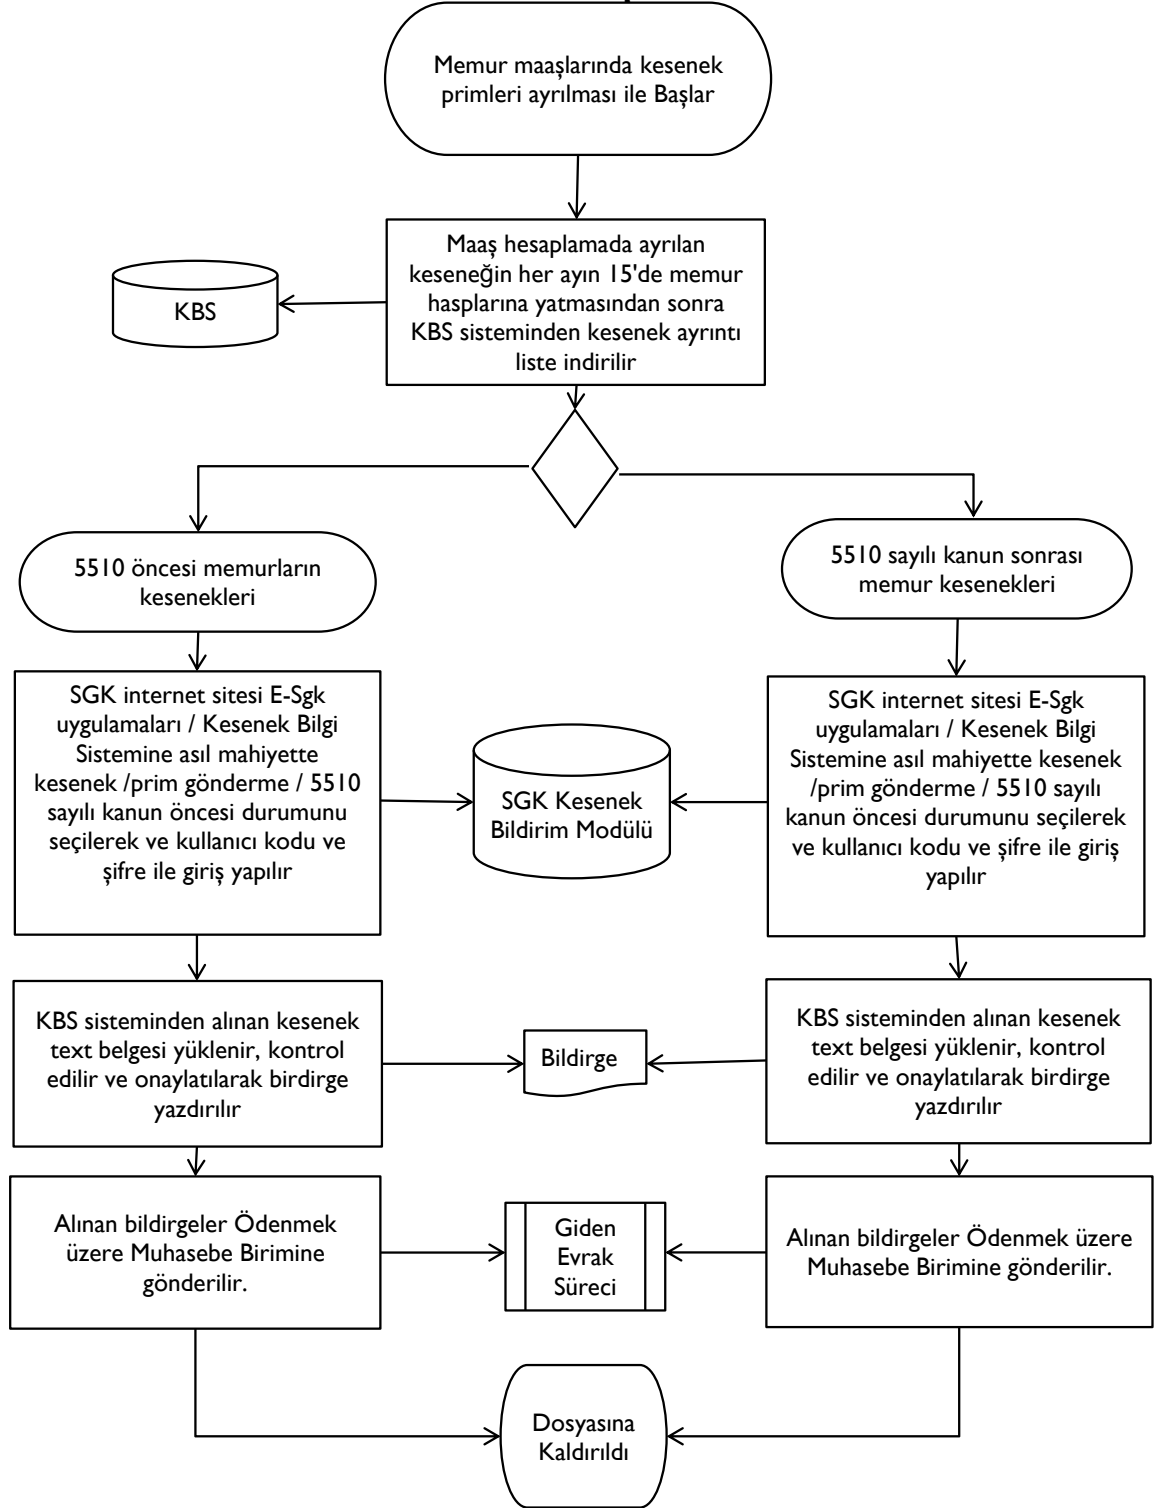 Memur maaşlarında kesenek
primleri ayrılması ile Başlar
Maaş hesaplamada ayrılan
keseneğin her ayın 15'de memur
hasplarına yatmasından sonra
KBS sisteminden kesenek ayrıntı
liste indirilir
KBS
5510 öncesi memurların
kesenekleri
5510 sayılı kanun sonrası
memur kesenekleri
SGK internet sitesi E-Sgk
uygulamaları / Kesenek Bilgi
Sistemine asıl mahiyette
kesenek /prim gönderme / 5510
sayılı kanun öncesi durumunu
seçilerek ve kullanıcı kodu ve
şifre ile giriş yapılır
SGK Kesenek
Bildirim Modülü
SGK internet sitesi E-Sgk
uygulamaları / Kesenek Bilgi
Sistemine asıl mahiyette kesenek
/prim gönderme / 5510 sayılı
kanun öncesi durumunu seçilerek
ve kullanıcı kodu ve şifre ile giriş
yapılır
KBS sisteminden alınan kesenek
text belgesi yüklenir, kontrol
edilir ve onaylatılarak birdirge
yazdırılır
Bildirge
KBS sisteminden alınan kesenek
text belgesi yüklenir, kontrol
edilir ve onaylatılarak birdirge
yazdırılır
Alınan bildirgeler Ödenmek
üzere Muhasebe Birimine
gönderilir.
Giden
Evrak
Süreci
Alınan bildirgeler Ödenmek üzere
Muhasebe Birimine gönderilir.
Dosyasına
Kaldırıldı